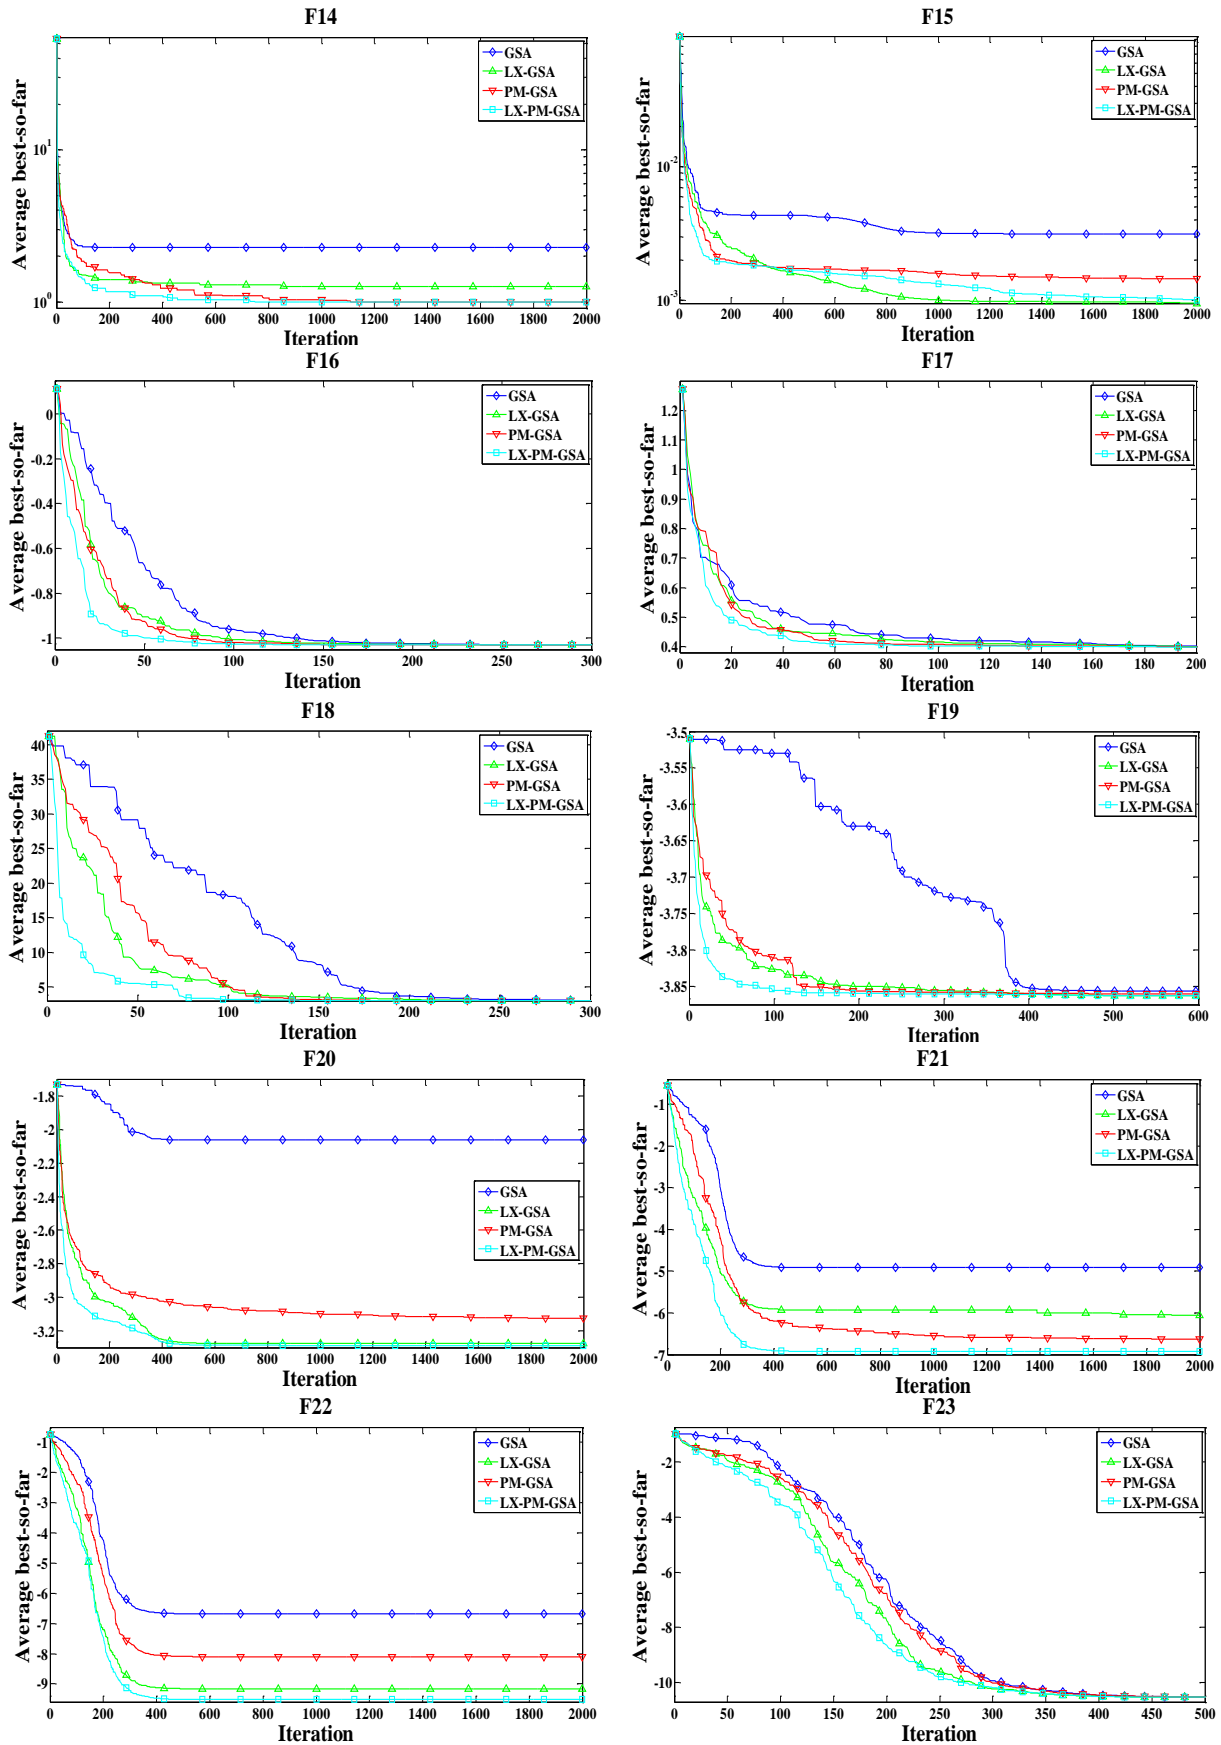 F14
Average best-so-far
10^1
10^0
0 200 400 600 800 1000 1200 1400 1600 1800 2000
Iteration
GSA
LX-GSA
PM-GSA
LX-PM-GSA
F15
Average best-so-far
10^-2
10^-3
0 200 400 600 800 1000 1200 1400 1600 1800 2000
Iteration
GSA
LX-GSA
PM-GSA
LX-PM-GSA
F16
Average best-so-far
0
-0.2
-0.4
-0.6
-0.8
-1
0 50 100 150 200 250 300
Iteration
GSA
LX-GSA
PM-GSA
LX-PM-GSA
F17
Average best-so-far
1.2
1.1
1
0.9
0.8
0.7
0.6
0.5
0.4
0 20 40 60 80 100 120 140 160 180 200
Iteration
GSA
LX-GSA
PM-GSA
LX-PM-GSA
F18
Average best-so-far
40
35
30
25
20
15
10
5
0 50 100 150 200 250 300
Iteration
GSA
LX-GSA
PM-GSA
LX-PM-GSA
F19
Average best-so-far
-3.5
-3.55
-3.6
-3.65
-3.7
-3.75
-3.8
-3.85
0 100 200 300 400 500 600
Iteration
GSA
LX-GSA
PM-GSA
LX-PM-GSA
F20
Average best-so-far
-1.8
-2
-2.2
-2.4
-2.6
-2.8
-3
-3.2
0 200 400 600 800 1000 1200 1400 1600 1800 2000
Iteration
GSA
LX-GSA
PM-GSA
LX-PM-GSA
F21
Average best-so-far
-1
-2
-3
-4
-5
-6
-7
0 200 400 600 800 1000 1200 1400 1600 1800 2000
Iteration
GSA
LX-GSA
PM-GSA
LX-PM-GSA
F22
Average best-so-far
-1
-2
-3
-4
-5
-6
-7
-8
-9
0 200 400 600 800 1000 1200 1400 1600 1800 2000
Iteration
GSA
LX-GSA
PM-GSA
LX-PM-GSA
F23
Average best-so-far
-2
-4
-6
-8
-10
0 50 100 150 200 250 300 350 400 450 500
Iteration
GSA
LX-GSA
PM-GSA
LX-PM-GSA